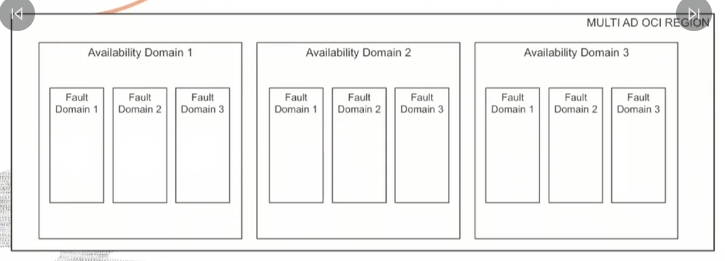 MULTI AD OCI REGION
Availability Domain 1
Availability Domain 2
Availability Domain 3
Fault
Domain 1
Fault
Domain 2
Fault
Domain 3
Fault
Domain 1
Fault
Domain 2
Fault
Domain 3
Fault
Domain 1
Fault
Domain 2
Fault
Domain 3